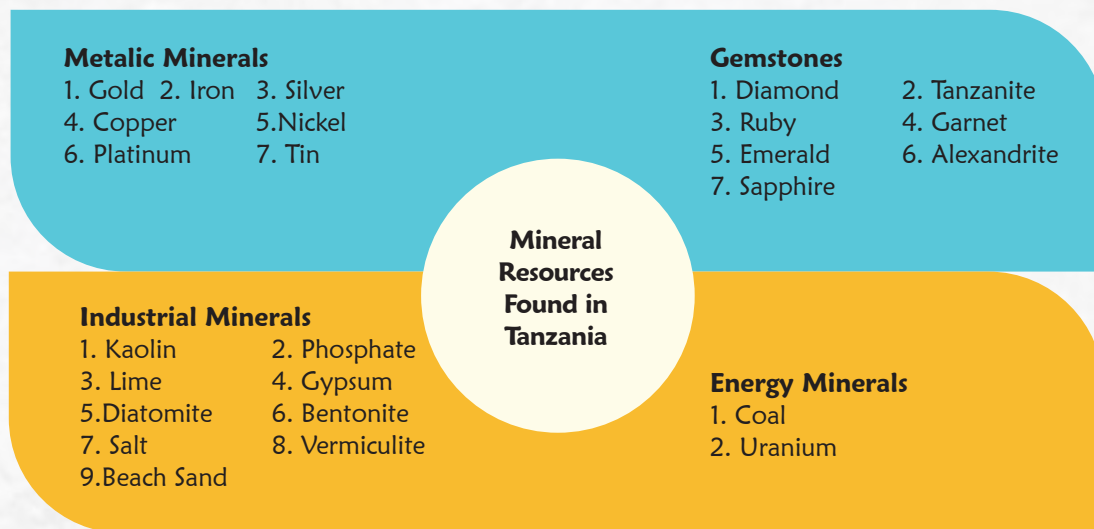 Metalic Minerals
1. Gold 2. Iron 3. Silver
4. Copper 5.Nickel
6. Platinum 7. Tin
Gemstones
1. Diamond 2. Tanzanite
3. Ruby 4. Garnet
5. Emerald 6. Alexandrite
7. Sapphire
Mineral
Resources
Found in
Tanzania
Industrial Minerals
1. Kaolin 2. Phosphate
3. Lime 4. Gypsum
5.Diatomite 6. Bentonite
7. Salt 8. Vermiculite
9.Beach Sand
Energy Minerals
1. Coal
2. Uranium